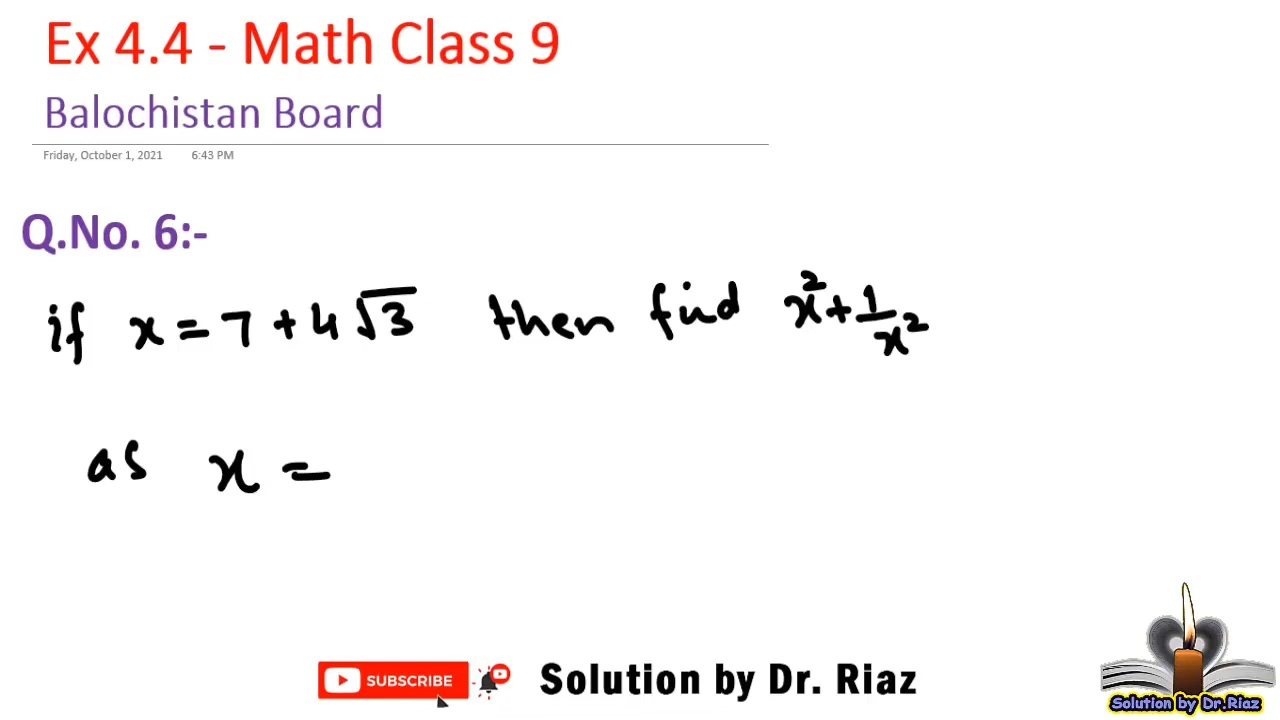 Ex 4.4 - Math Class 9
Balochistan Board
Friday, October 1, 2021 6:43 PM
Q.No. 6:-
if x = 7 + 4√3 then find x² + 1/x²
as x =
SUBSCRIBE Solution by Dr. Riaz
Solution by Dr.Riaz